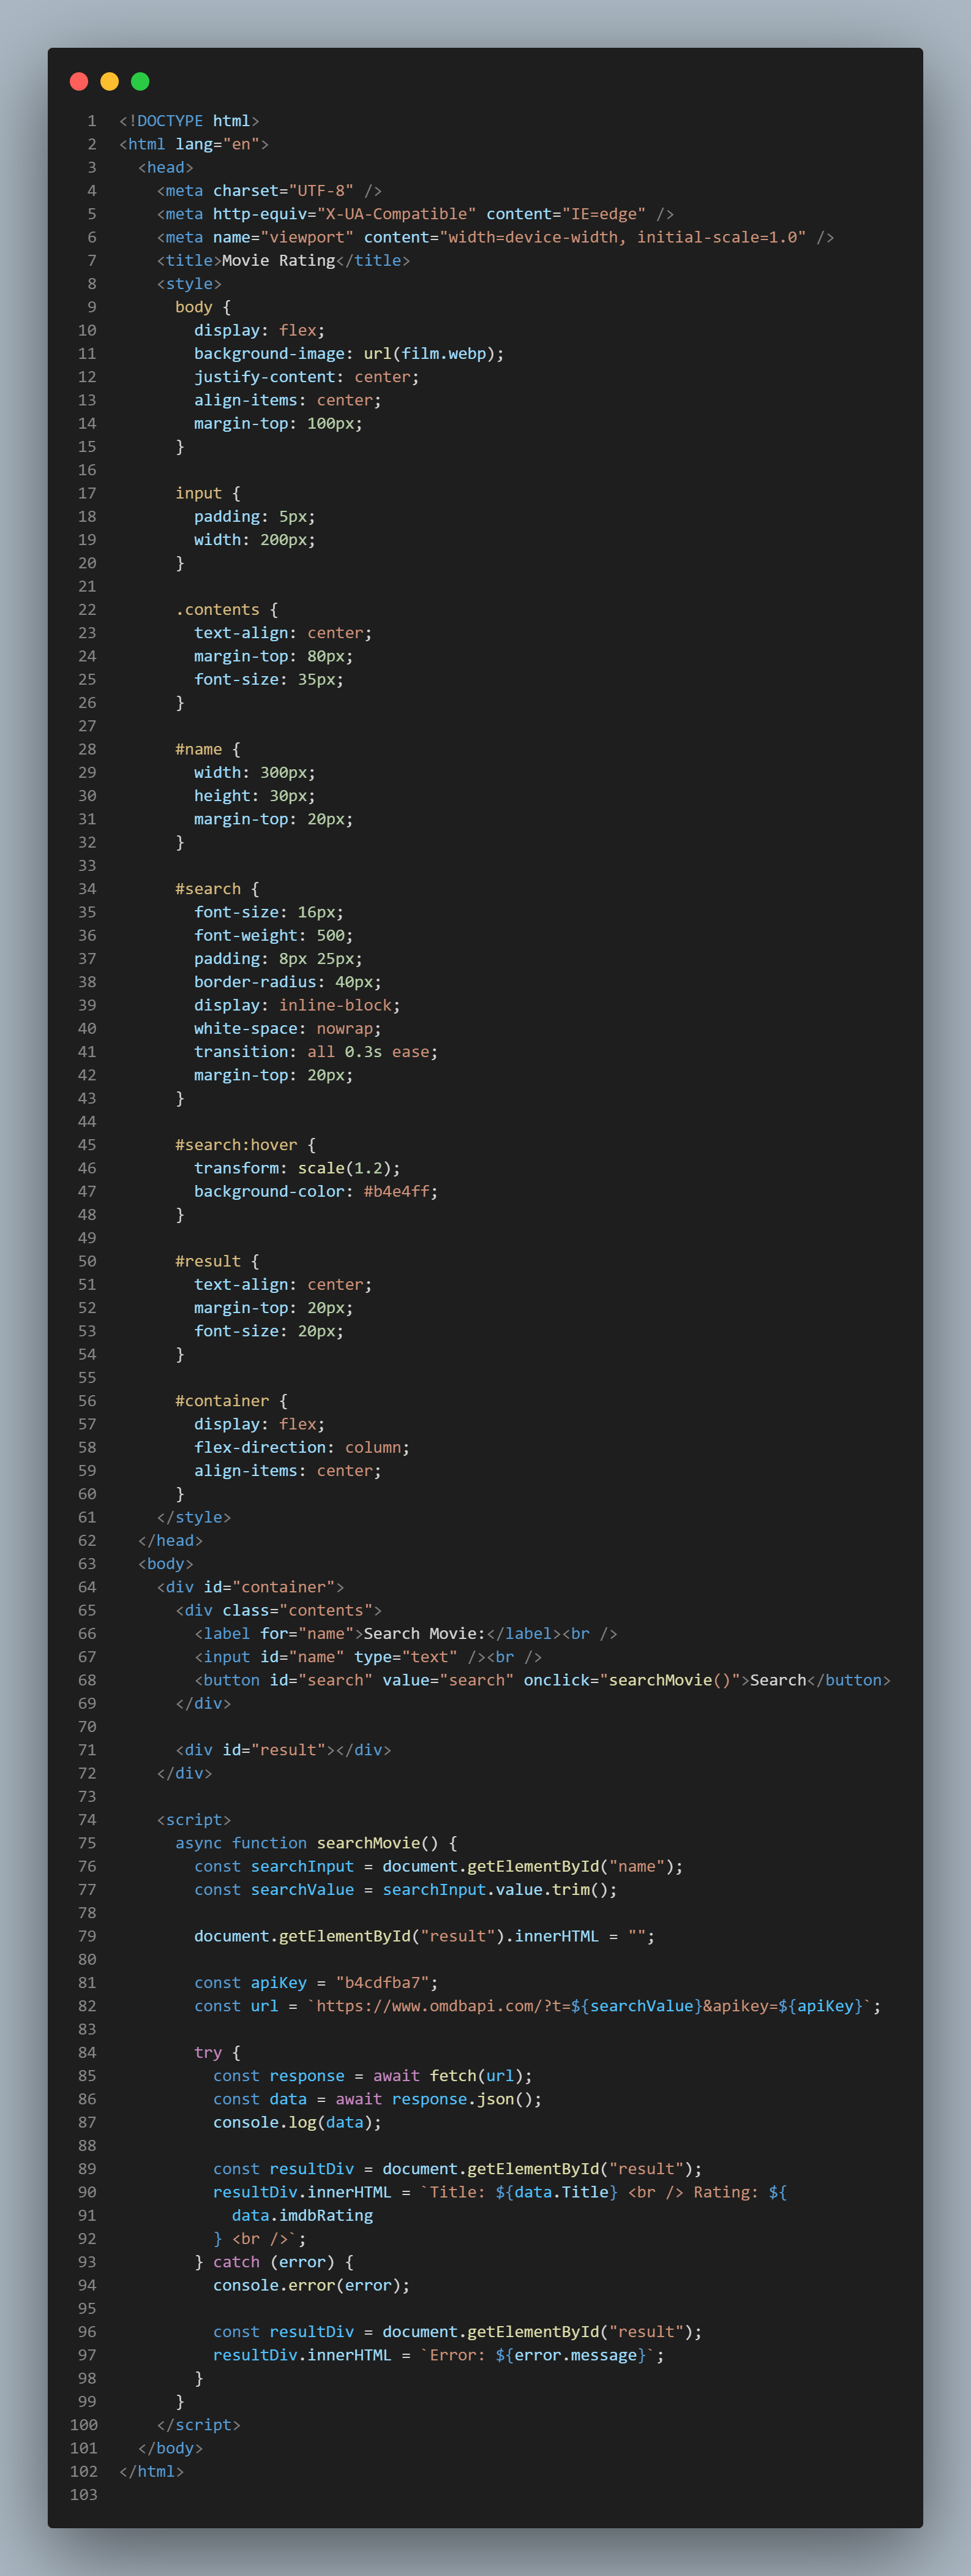 1 <!DOCTYPE html>
2 <html lang="en">
3   <head>
4     <meta charset="UTF-8" />
5     <meta http-equiv="X-UA-Compatible" content="IE=edge" />
6     <meta name="viewport" content="width=device-width, initial-scale=1.0" />
7     <title>Movie Rating</title>
8     <style>
9       body {
10         display: flex;
11         background-image: url(film.webp);
12         justify-content: center;
13         align-items: center;
14         margin-top: 100px;
15       }
16
17       input {
18         padding: 5px;
19         width: 200px;
20       }
21
22       .contents {
23         text-align: center;
24         margin-top: 80px;
25         font-size: 35px;
26       }
27
28       #name {
29         width: 300px;
30         height: 30px;
31         margin-top: 20px;
32       }
33
34       #search {
35         font-size: 16px;
36         font-weight: 500;
37         padding: 8px 25px;
38         border-radius: 40px;
39         display: inline-block;
40         white-space: nowrap;
41         transition: all 0.3s ease;
42         margin-top: 20px;
43       }
44
45       #search:hover {
46         transform: scale(1.2);
47         background-color: #b4e4ff;
48       }
49
50       #result {
51         text-align: center;
52         margin-top: 20px;
53         font-size: 20px;
54       }
55
56       #container {
57         display: flex;
58         flex-direction: column;
59         align-items: center;
60       }
61     </style>
62   </head>
63   <body>
64     <div id="container">
65       <div class="contents">
66         <label for="name">Search Movie:</label><br />
67         <input id="name" type="text" /><br />
68         <button id="search" value="search" onclick="searchMovie()">Search</button>
69       </div>
70
71       <div id="result"></div>
72     </div>
73
74     <script>
75       async function searchMovie() {
76         const searchInput = document.getElementById("name");
77         const searchValue = searchInput.value.trim();
78
79         document.getElementById("result").innerHTML = "";
80
81         const apiKey = "b4cdfba7";
82         const url = `https://www.omdbapi.com/?t=${searchValue}&apikey=${apiKey}`;
83
84         try {
85           const response = await fetch(url);
86           const data = await response.json();
87           console.log(data);
88
89           const resultDiv = document.getElementById("result");
90           resultDiv.innerHTML = `Title: ${data.Title} <br /> Rating: ${
91             data.imdbRating
92           } <br />`;
93         } catch (error) {
94           console.error(error);
95
96           const resultDiv = document.getElementById("result");
97           resultDiv.innerHTML = `Error: ${error.message}`;
98         }
99       }
100     </script>
101   </body>
102 </html>
103